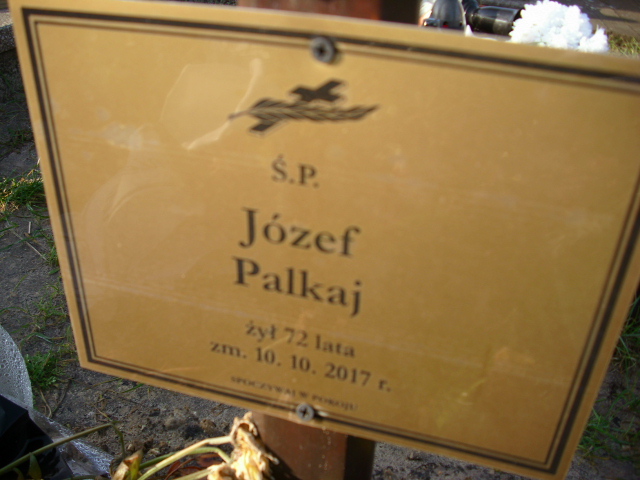 Ś.P.
Józef
Palkaj
żył 72 lata
zm. 10. 10. 2017 r.
SPOCZYWAJ W POKOJU